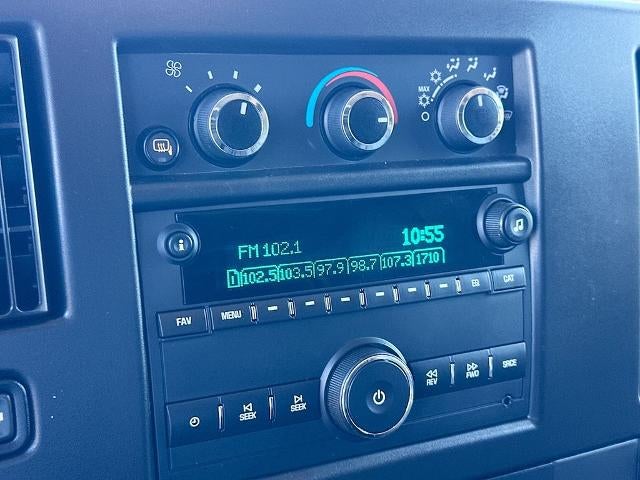 MAX
10:55
FM 102.1
1 102.5 103.5 97.9 98.7 107.3 1710
FAV MENU EQ CAT
SEEK SEEK REV FWD SRCE